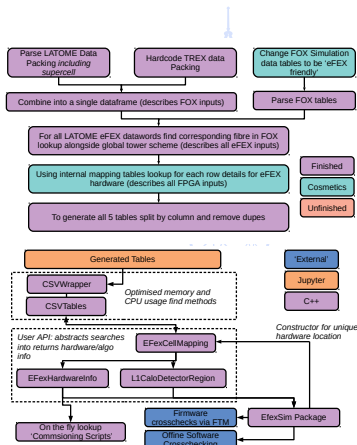 Parse LATOME Data
Packing including
supercell
Hardcode TREX data
Packing
Change FOX Simulation
data tables to be 'eFEX
friendly'
Combine into a single dataframe (describes FOX inputs)
Parse FOX tables
For all LATOME eFEX datawords find corresponding fibre in FOX
lookup alongside global tower scheme (describes all eFEX inputs)
Using internal mapping tables lookup for each row details for eFEX
hardware (describes all FPGA inputs)
To generate all 5 tables split by column and remove dupes
Finished
Cosmetics
Unfinished
Generated Tables
CSVWrapper
CSVTables
Optimised memory and
CPU usage find methods
'External'
Jupyter
C++
User API: abstracts searches
into returns hardware/algo
info
EFexCellMapping
Constructor for unique
hardware location
EFexHardwareInfo
L1CaloDetectorRegion
On the fly lookup
'Commsioning Scripts'
Firmware
crosschecks via FTM
Offine Software
Crosschecking
EfexSim Package